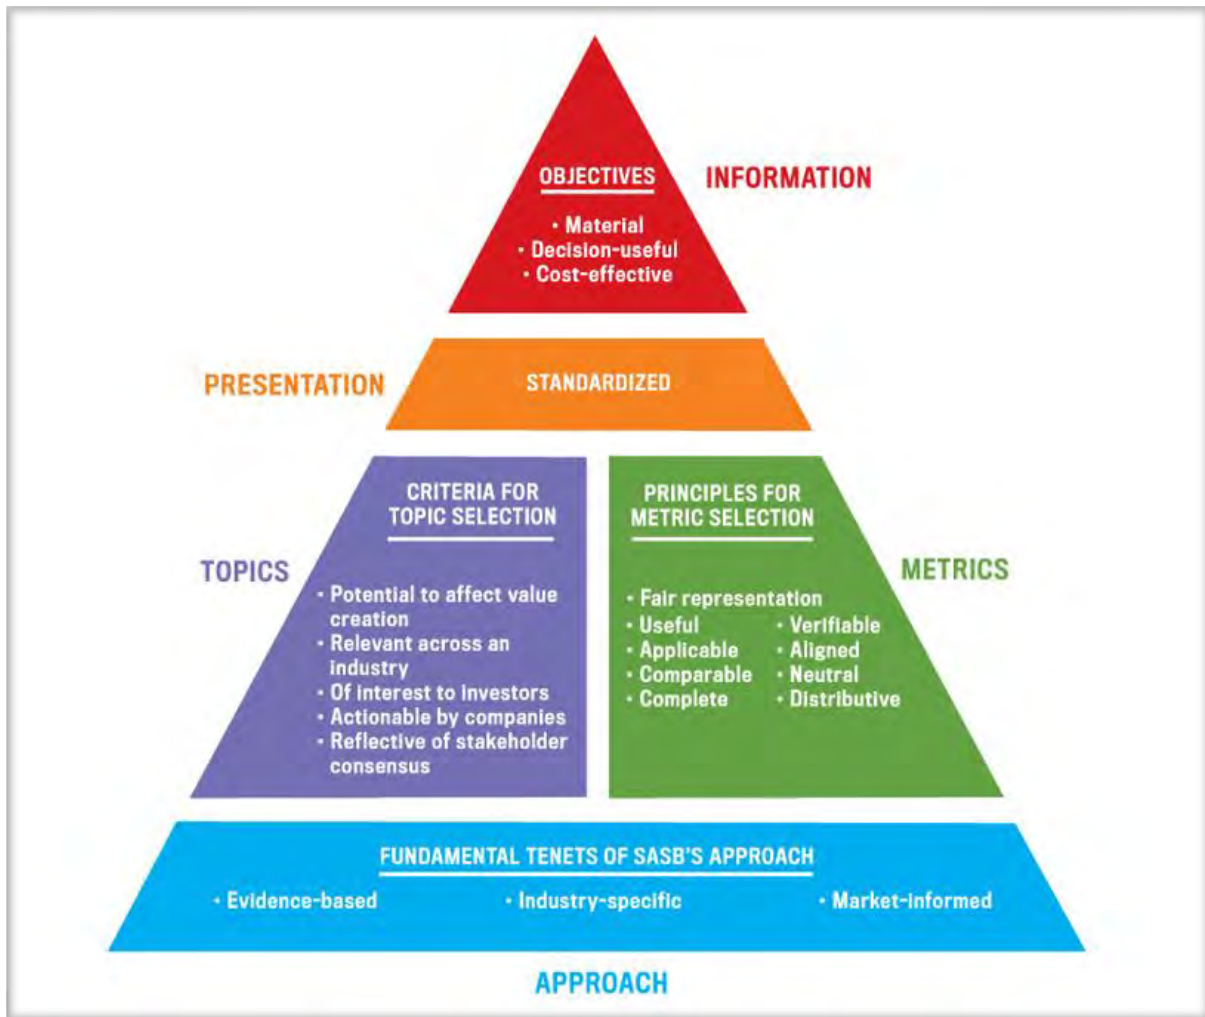 OBJECTIVES
INFORMATION
• Material
• Decision-useful
• Cost-effective
PRESENTATION
STANDARDIZED
TOPICS
CRITERIA FOR
TOPIC SELECTION
• Potential to affect value
creation
• Relevant across an
industry
• Of interest to investors
• Actionable by companies
• Reflective of stakeholder
consensus
PRINCIPLES FOR
METRIC SELECTION
METRICS
• Fair representation
• Useful
• Applicable
• Comparable
• Complete
• Verifiable
• Aligned
• Neutral
• Distributive
FUNDAMENTAL TENETS OF SASB'S APPROACH
• Evidence-based
• Industry-specific
• Market-informed
APPROACH